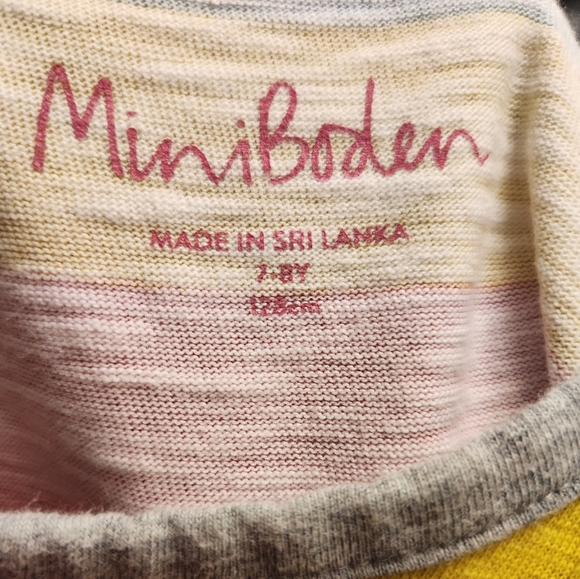 MiniBoden
MADE IN SRI LANKA
7-8Y
128cm